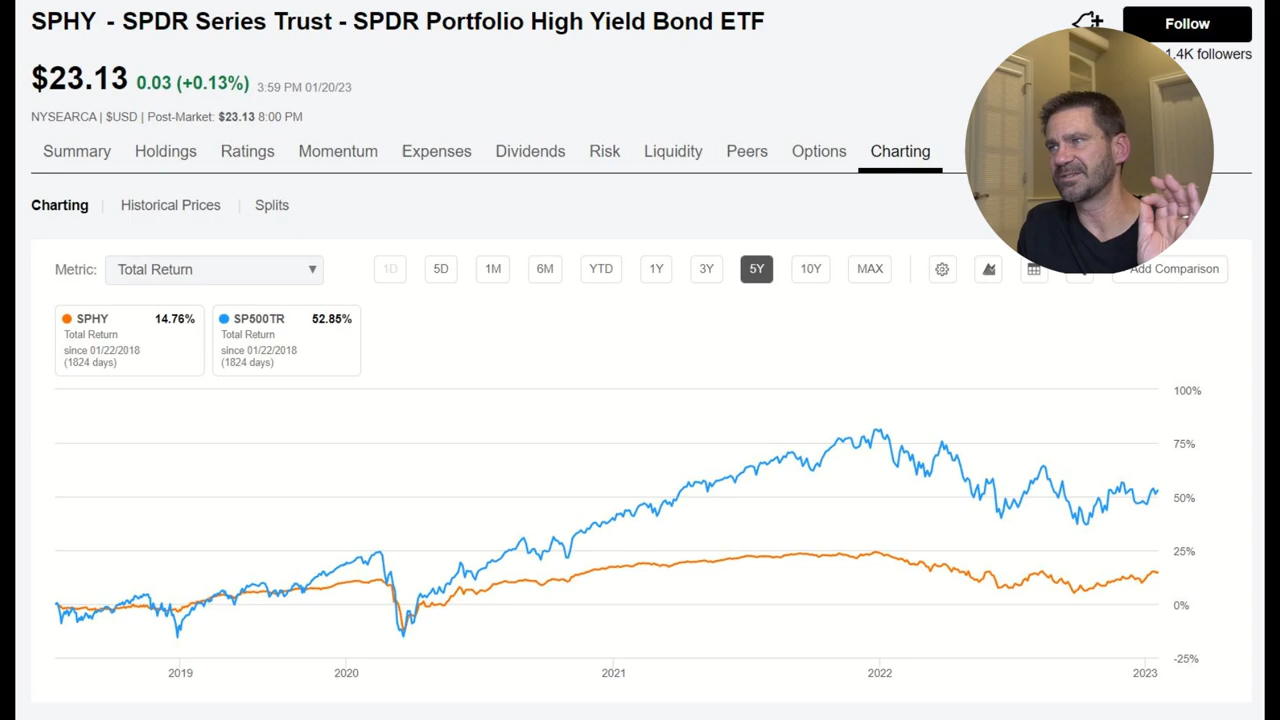 SPHY - SPDR Series Trust - SPDR Portfolio High Yield Bond ETF
Follow
1.4K followers
$23.13 0.03 (+0.13%) 3:59 PM 01/20/23
NYSEARCA | $USD | Post-Market: $23.13 8:00 PM
Summary Holdings Ratings Momentum Expenses Dividends Risk Liquidity Peers Options Charting
Charting Historical Prices Splits
Metric: Total Return 1D 5D 1M 6M YTD 1Y 3Y 5Y 10Y MAX Add Comparison
SPHY 14.76%
Total Return
since 01/22/2018
(1824 days)
SP500TR 52.85%
Total Return
since 01/22/2018
(1824 days)
100%
75%
50%
25%
0%
-25%
2019 2020 2021 2022 2023